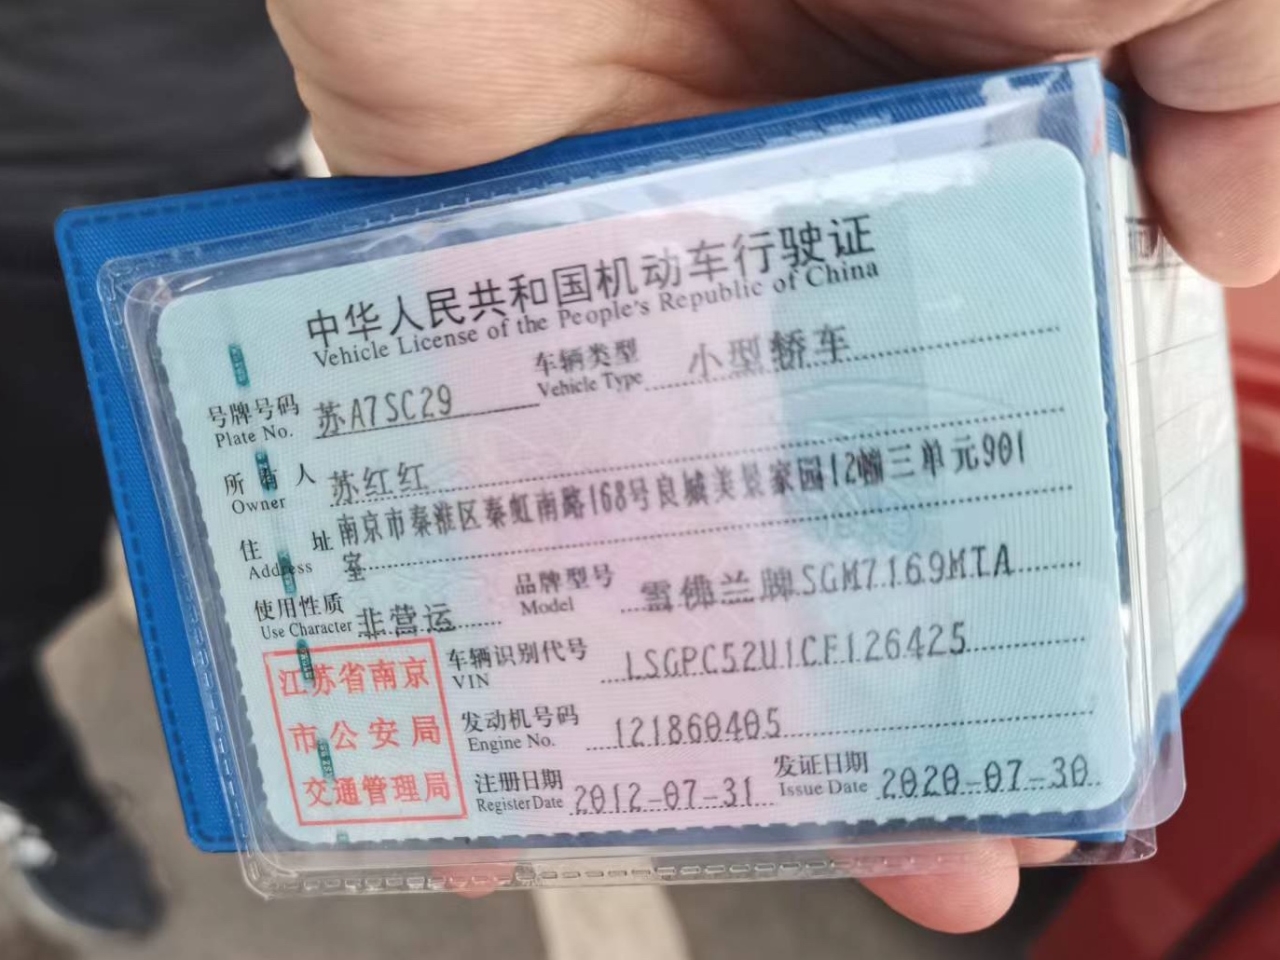 中华人民共和国机动车行驶证
Vehicle License of the People's Republic of China
号牌号码 苏A7SC29 车辆类型 小型轿车
Plate No. Vehicle Type
所有人 苏红红
Owner
住址 南京市秦淮区秦虹南路168号良城美景家园12幢三单元901
Address 室
使用性质 非营运 品牌型号 雪佛兰牌SGM7169MTA
Use Character Model
车辆识别代号 LSGPC52U1CF126425
VIN
发动机号码 121860405
Engine No.
注册日期 2012-07-31 发证日期 2020-07-30
Register Date Issue Date
江苏省南京
市公安局
交通管理局